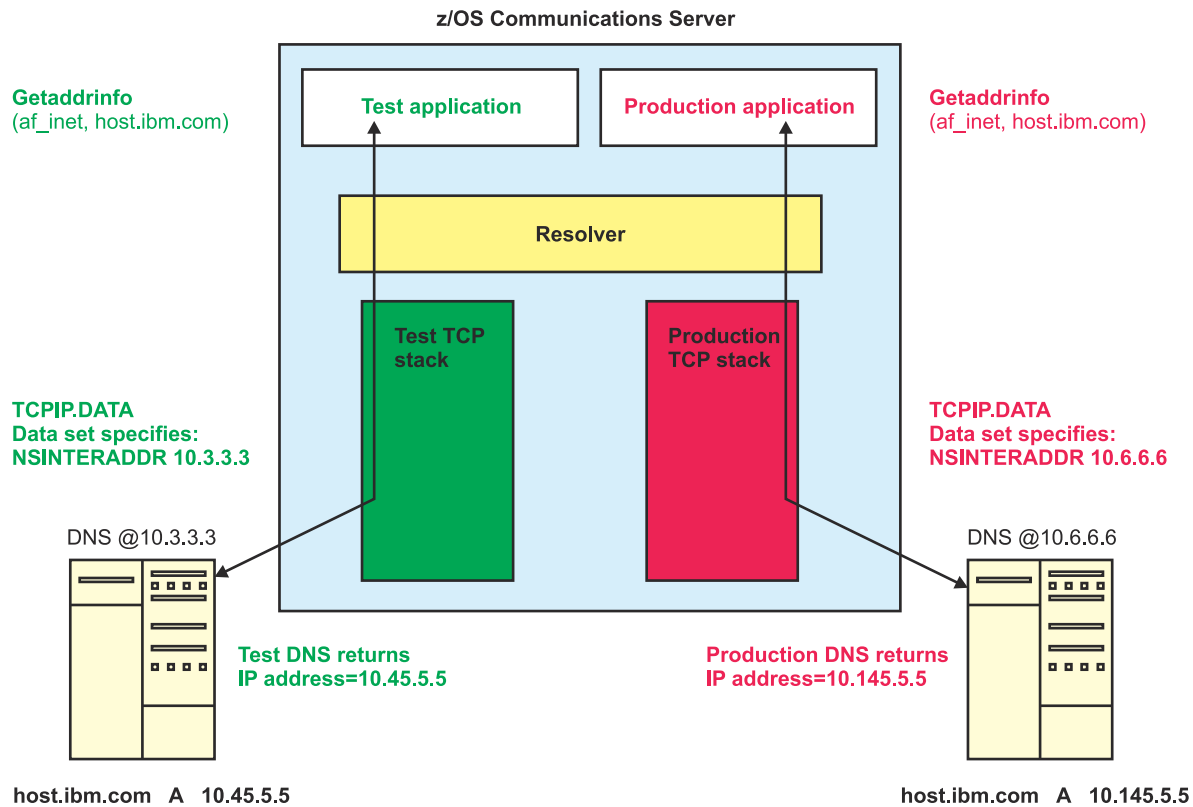 z/OS Communications Server
Getaddrinfo
(af_inet, host.ibm.com)
Test application
Production application
Getaddrinfo
(af_inet, host.ibm.com)
Resolver
Test TCP
stack
Production
TCP stack
TCPIP.DATA
Data set specifies:
NSINTERADDR 10.3.3.3
TCPIP.DATA
Data set specifies:
NSINTERADDR 10.6.6.6
DNS @10.3.3.3
DNS @10.6.6.6
Test DNS returns
IP address=10.45.5.5
Production DNS returns
IP address=10.145.5.5
host.ibm.com A 10.45.5.5
host.ibm.com A 10.145.5.5